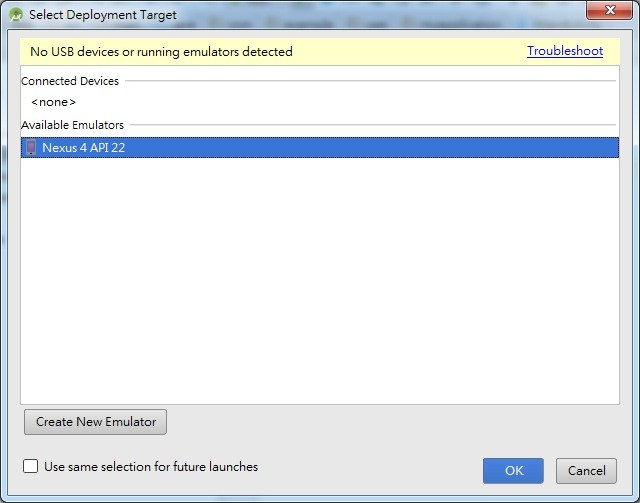 Select Deployment Target
No USB devices or running emulators detected
Troubleshoot
Connected Devices
<none>
Available Emulators
Nexus 4 API 22
Create New Emulator
Use same selection for future launches
OK
Cancel